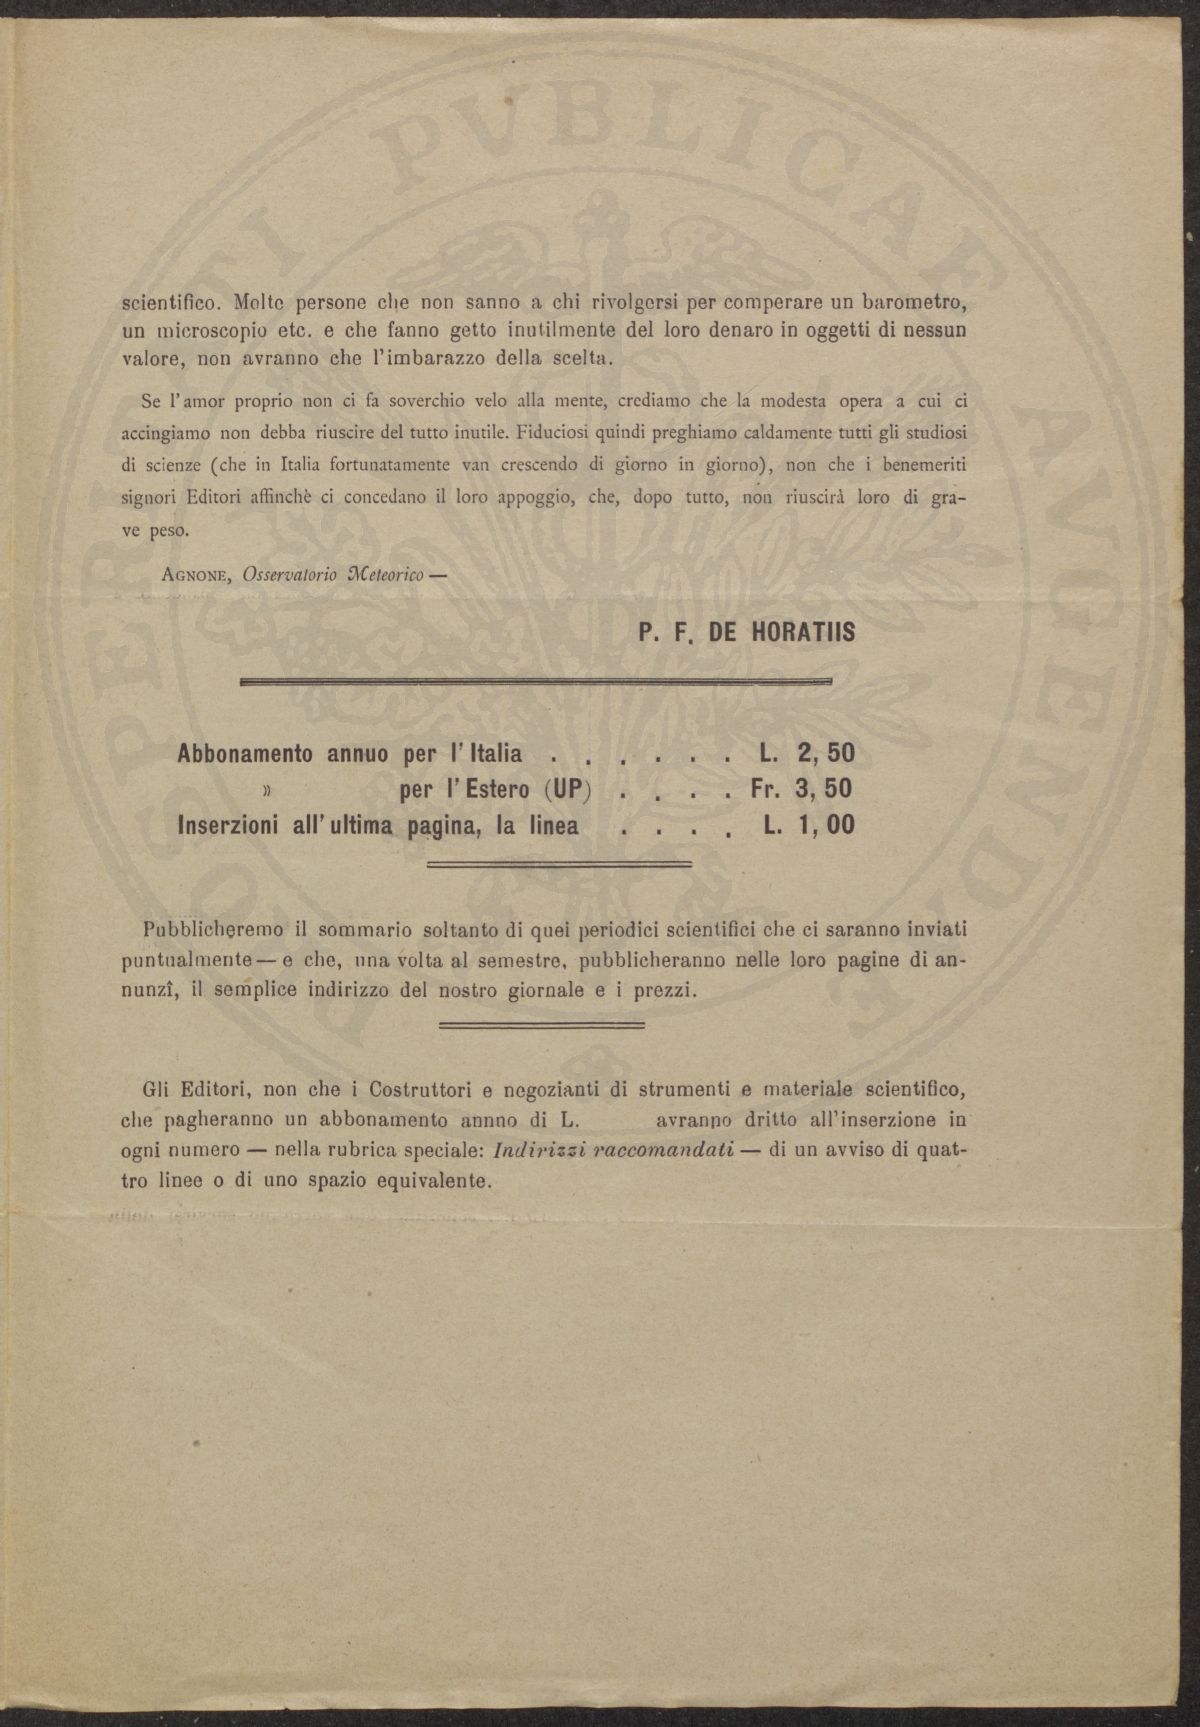 scientifico. Molte persone che non sanno a chi rivolgersi per comperare un barometro,
un microscopio etc. e che fanno getto inutilmente del loro denaro in oggetti di nessun
valore, non avranno che l'imbarazzo della scelta.
Se l'amor proprio non ci fa soverchio velo alla mente, crediamo che la modesta opera a cui ci
accingiamo non debba riuscire del tutto inutile. Fiduciosi quindi preghiamo caldamente tutti gli studiosi
di scienze (che in Italia fortunatamente van crescendo di giorno in giorno), non che i benemeriti
signori Editori affinchè ci concedano il loro appoggio, che, dopo tutto, non riuscirà loro di gra-
ve peso.
AGNONE, Osservatorio Meteorico —
P. F. DE HORATIIS
Abbonamento annuo per l'Italia . . . . . . L. 2,50
» per l'Estero (UP) . . . . Fr. 3,50
Inserzioni all'ultima pagina, la linea . . . . L. 1,00
Pubblicheremo il sommario soltanto di quei periodici scientifici che ci saranno inviati
puntualmente — e che, una volta al semestre, pubblicheranno nelle loro pagine di an-
nunzî, il semplice indirizzo del nostro giornale e i prezzi.
Gli Editori, non che i Costruttori e negozianti di strumenti e materiale scientifico,
che pagheranno un abbonamento annno di L. avranno dritto all'inserzione in
ogni numero — nella rubrica speciale: Indirizzi raccomandati — di un avviso di quat-
tro linee o di uno spazio equivalente.